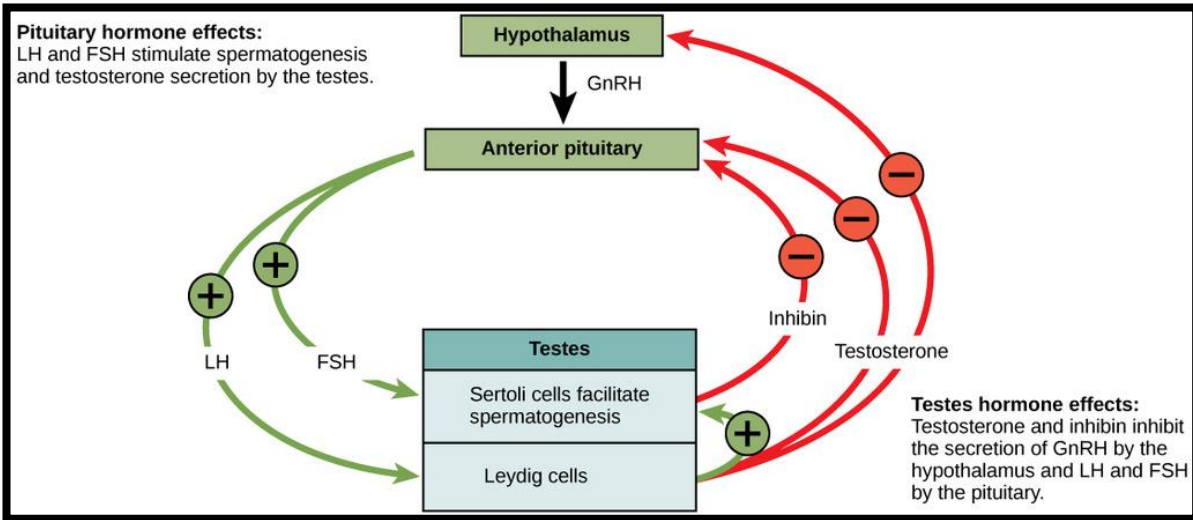 Pituitary hormone effects:
LH and FSH stimulate spermatogenesis
and testosterone secretion by the testes.
Hypothalamus
GnRH
Anterior pituitary
+
+
−
−
−
LH
FSH
Inhibin
Testosterone
Testes
Sertoli cells facilitate
spermatogenesis
Leydig cells
+
Testes hormone effects:
Testosterone and inhibin inhibit
the secretion of GnRH by the
hypothalamus and LH and FSH
by the pituitary.